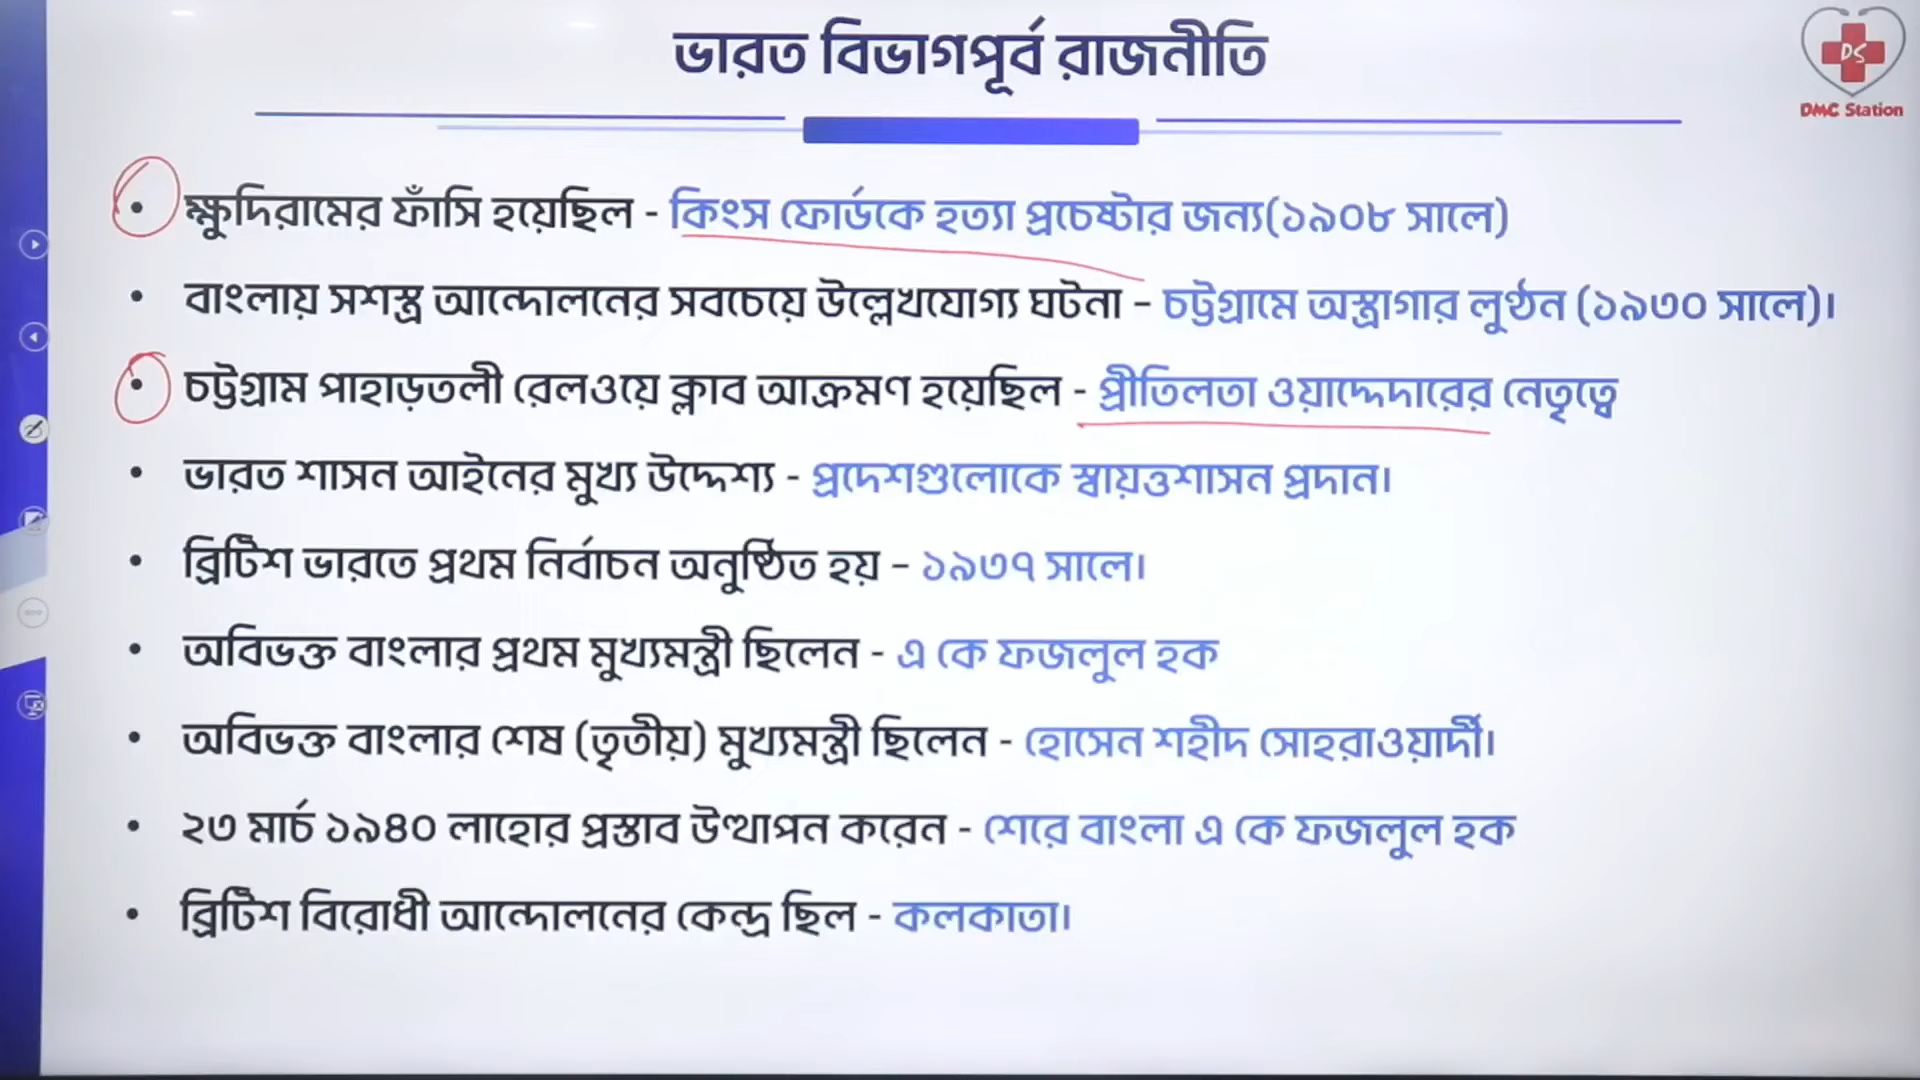 ভারত বিভাগপূর্ব রাজনীতি
DS
DMC Station
• ক্ষুদিরামের ফাঁসি হয়েছিল - কিংস ফোর্ডকে হত্যা প্রচেষ্টার জন্য(১৯০৮ সালে)
• বাংলায় সশস্ত্র আন্দোলনের সবচেয়ে উল্লেখযোগ্য ঘটনা – চট্টগ্রামে অস্ত্রাগার লুণ্ঠন (১৯৩০ সালে)।
• চট্টগ্রাম পাহাড়তলী রেলওয়ে ক্লাব আক্রমণ হয়েছিল - প্রীতিলতা ওয়াদ্দেদারের নেতৃত্বে
• ভারত শাসন আইনের মুখ্য উদ্দেশ্য - প্রদেশগুলোকে স্বায়ত্তশাসন প্রদান।
• ব্রিটিশ ভারতে প্রথম নির্বাচন অনুষ্ঠিত হয় – ১৯৩৭ সালে।
• অবিভক্ত বাংলার প্রথম মুখ্যমন্ত্রী ছিলেন - এ কে ফজলুল হক
• অবিভক্ত বাংলার শেষ (তৃতীয়) মুখ্যমন্ত্রী ছিলেন - হোসেন শহীদ সোহরাওয়ার্দী।
• ২৩ মার্চ ১৯৪০ লাহোর প্রস্তাব উত্থাপন করেন - শেরে বাংলা এ কে ফজলুল হক
• ব্রিটিশ বিরোধী আন্দোলনের কেন্দ্র ছিল - কলকাতা।